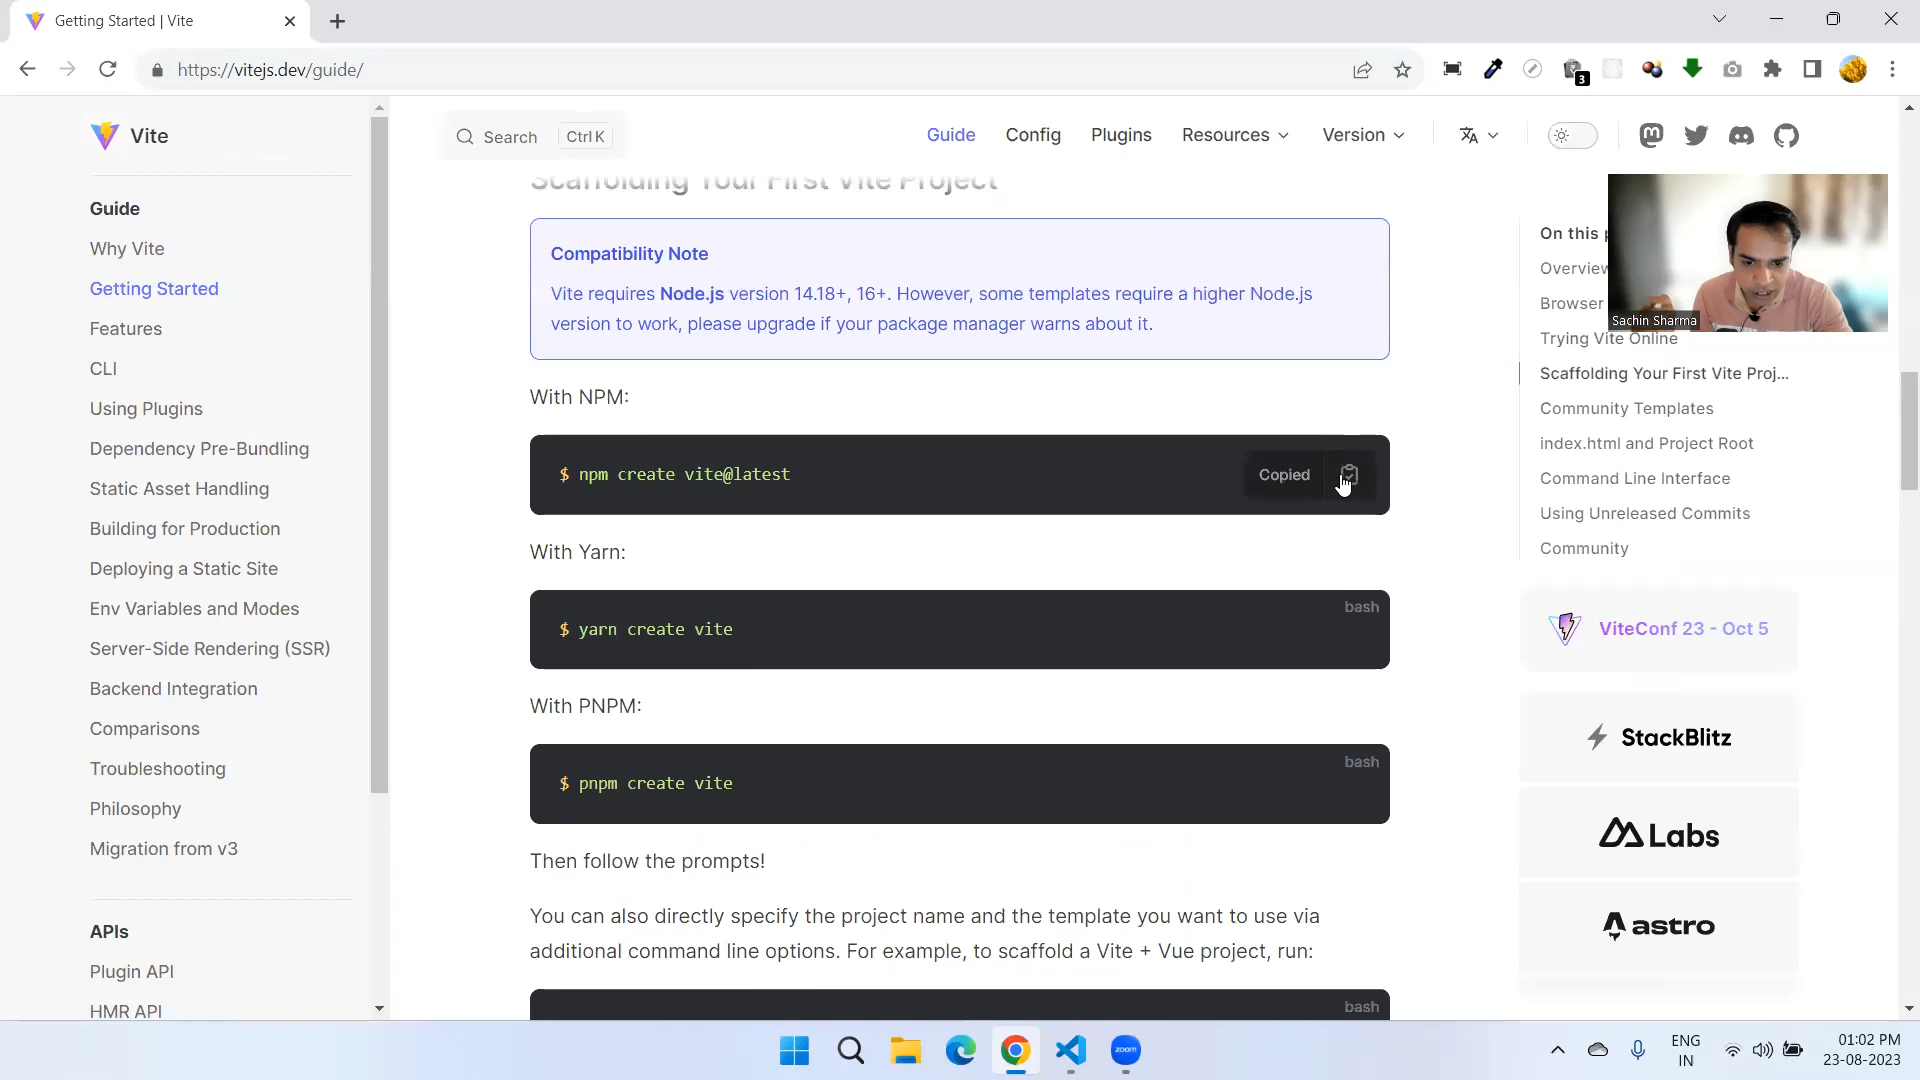 Getting Started | Vite
https://vitejs.dev/guide/
3
Vite
Search
Ctrl K
Guide
Config
Plugins
Resources
Version
Guide
Why Vite
Getting Started
Features
CLI
Using Plugins
Dependency Pre-Bundling
Static Asset Handling
Building for Production
Deploying a Static Site
Env Variables and Modes
Server-Side Rendering (SSR)
Backend Integration
Comparisons
Troubleshooting
Philosophy
Migration from v3
APIs
Plugin API
HMR API
Scaffolding Your First Vite Project
Compatibility Note
Vite requires Node.js version 14.18+, 16+. However, some templates require a higher Node.js
version to work, please upgrade if your package manager warns about it.
With NPM:
$ npm create vite@latest
Copied
With Yarn:
bash
$ yarn create vite
With PNPM:
bash
$ pnpm create vite
Then follow the prompts!
You can also directly specify the project name and the template you want to use via
additional command line options. For example, to scaffold a Vite + Vue project, run:
bash
On this
Overview
Browser
Sachin Sharma
Trying Vite Online
Scaffolding Your First Vite Proj...
Community Templates
index.html and Project Root
Command Line Interface
Using Unreleased Commits
Community
ViteConf 23 - Oct 5
StackBlitz
Labs
astro
zoom
ENG
IN
01:02 PM
23-08-2023